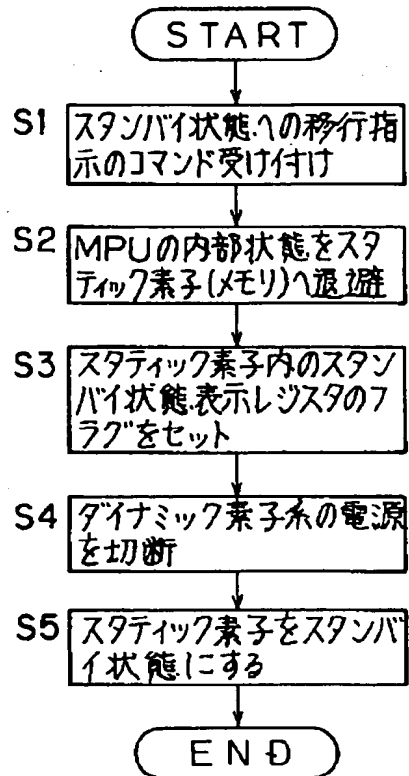 START
S1 スタンバイ状態への移行指
示のコマンド受け付け
S2 MPUの内部状態をスタ
ティック素子(メモリ)へ退避
S3 スタティック素子内のスタン
バイ状態表示レジスタのフ
ラグをセット
S4 ダイナミック素子系の電源
を切断
S5 スタティック素子をスタンバ
イ状態にする
END